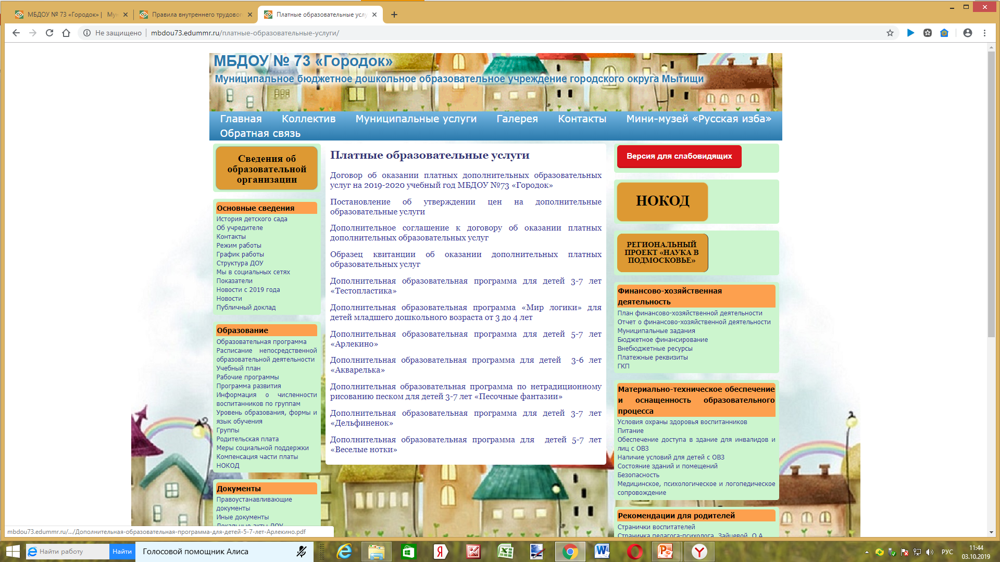 МБДОУ № 73 «Городок» | Мун
Правила внутреннего трудового
Платные образовательные услу
Не защищено
mbdou73.edummr.ru/платные-образовательные-услуги/
МБДОУ № 73 «Городок»
Муниципальное бюджетное дошкольное образовательное учреждение городского округа Мытищи
Главная Коллектив Муниципальные услуги Галерея Контакты Мини-музей «Русская изба»
Обратная связь
Сведения об
образовательной
организации
Основные сведения
История детского сада
Об учредителе
Контакты
Режим работы
График работы
Структура ДОУ
Мы в социальных сетях
Показатели
Новости с 2019 года
Новости
Публичный доклад
Образование
Образовательная программа
Расписание непосредственной
образовательной деятельности
Учебный план
Рабочие программы
Программа развития
Информация о численности
воспитанников по группам
Уровень образования, формы и
язык обучения
Группы
Родительская плата
Меры социальной поддержки
Компенсация части платы
НОКОД
Документы
Правоустанавливающие
документы
Иные документы
Локальные акты ДОУ
Платные образовательные услуги
Договор об оказании платных дополнительных образовательных
услуг на 2019-2020 учебный год МБДОУ №73 «Городок»
Постановление об утверждении цен на дополнительные
образовательные услуги
Дополнительное соглашение к договору об оказании платных
дополнительных образовательных услуг
Образец квитанции об оказании дополнительных платных
образовательных услуг
Дополнительная образовательная программа для детей 3-7 лет
«Тестопластика»
Дополнительная образовательная программа «Мир логики» для
детей младшего дошкольного возраста от 3 до 4 лет
Дополнительная образовательная программа для детей 5-7 лет
«Арлекино»
Дополнительная образовательная программа для детей 3-6 лет
«Акварелька»
Дополнительная образовательная программа по нетрадиционному
рисованию песком для детей 3-7 лет «Песочные фантазии»
Дополнительная образовательная программа для детей 3-7 лет
«Дельфиненок»
Дополнительная образовательная программа для детей 5-7 лет
«Веселые нотки»
Версия для слабовидящих
НОКОД
РЕГИОНАЛЬНЫЙ
ПРОЕКТ «НАУКА В
ПОДМОСКОВЬЕ»
Финансово-хозяйственная
деятельность
План финансово-хозяйственной деятельности
Отчет о финансово-хозяйственной деятельности
Муниципальные задания
Бюджетное финансирование
Внебюджетные ресурсы
Платежные реквизиты
ГКП
Материально-техническое обеспечение
и оснащенность образовательного
процесса
Условия охраны здоровья воспитанников
Питание
Обеспечение доступа в здание для инвалидов и
лиц с ОВЗ
Наличие условий для детей с ОВЗ
Состояние зданий и помещений
Безопасность
Медицинское, психологическое и логопедическое
сопровождение
Рекомендации для родителей
Странички воспитателей
Страничка педагога-психолога Зайцевой О.А.
mbdou73.edummr.ru/.../Дополнительная-образовательная-программа-для-детей-5-7-лет-Арлекино.pdf
Найти работу
Найти
Голосовой помощник Алиса
РУС
11:44
03.10.2019